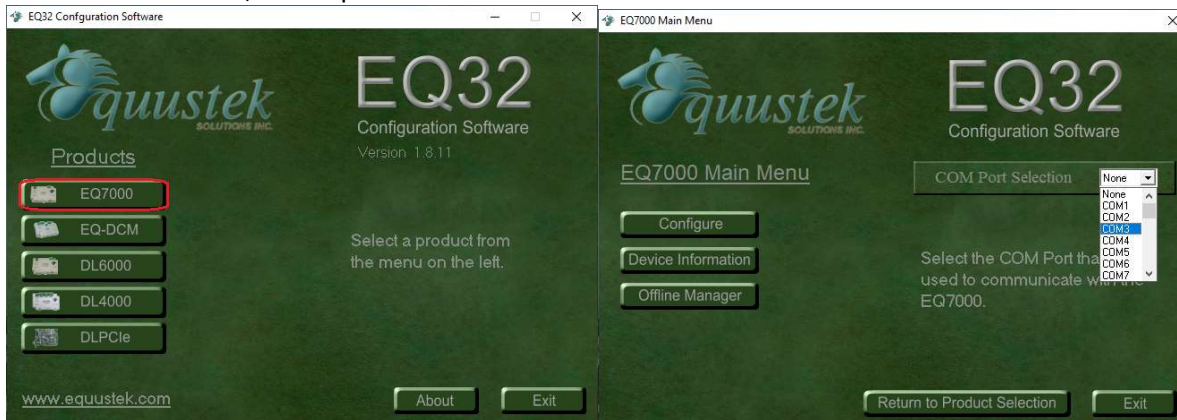 EQ32 Configuration Software
Equustek
SOLUTIONS INC.
EQ32
Configuration Software
Version 1.8.11
Products
EQ7000
EQ-DCM
DL6000
DL4000
DLPCIe
Select a product from
the menu on the left.
www.equustek.com
About
Exit
EQ7000 Main Menu
Equustek
SOLUTIONS INC.
EQ32
Configuration Software
EQ7000 Main Menu
COM Port Selection
None
None
COM1
COM2
COM3
COM4
COM5
COM6
COM7
Configure
Device Information
Offline Manager
Select the COM Port
used to communicate
EQ7000.
Return to Product Selection
Exit